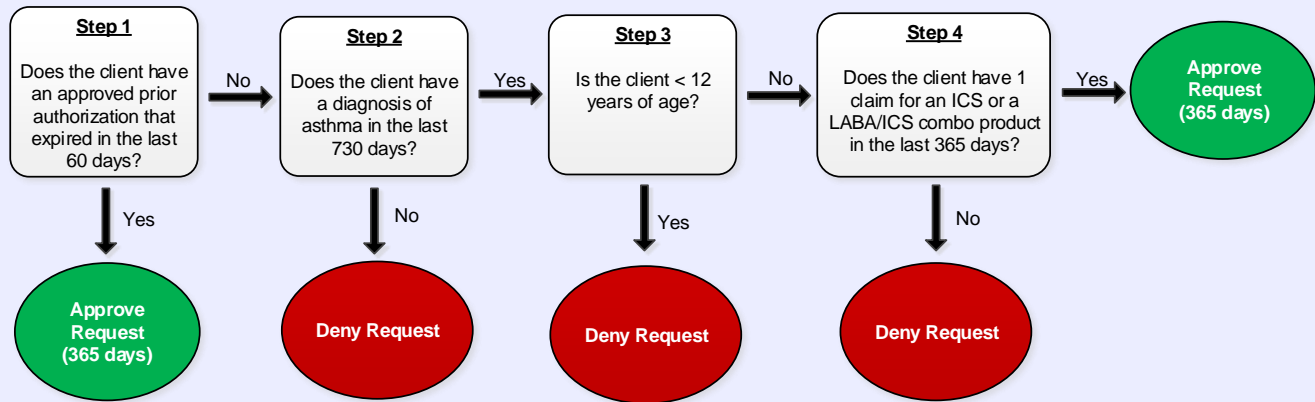 Step 1
Does the client have
an approved prior
authorization that
expired in the last
60 days?
No
Step 2
Does the client have
a diagnosis of
asthma in the last
730 days?
Yes
Step 3
Is the client < 12
years of age?
No
Step 4
Does the client have 1
claim for an ICS or a
LABA/ICS combo product
in the last 365 days?
Yes
Approve
Request
(365 days)
Yes
No
Yes
No
Approve
Request
(365 days)
Deny Request
Deny Request
Deny Request